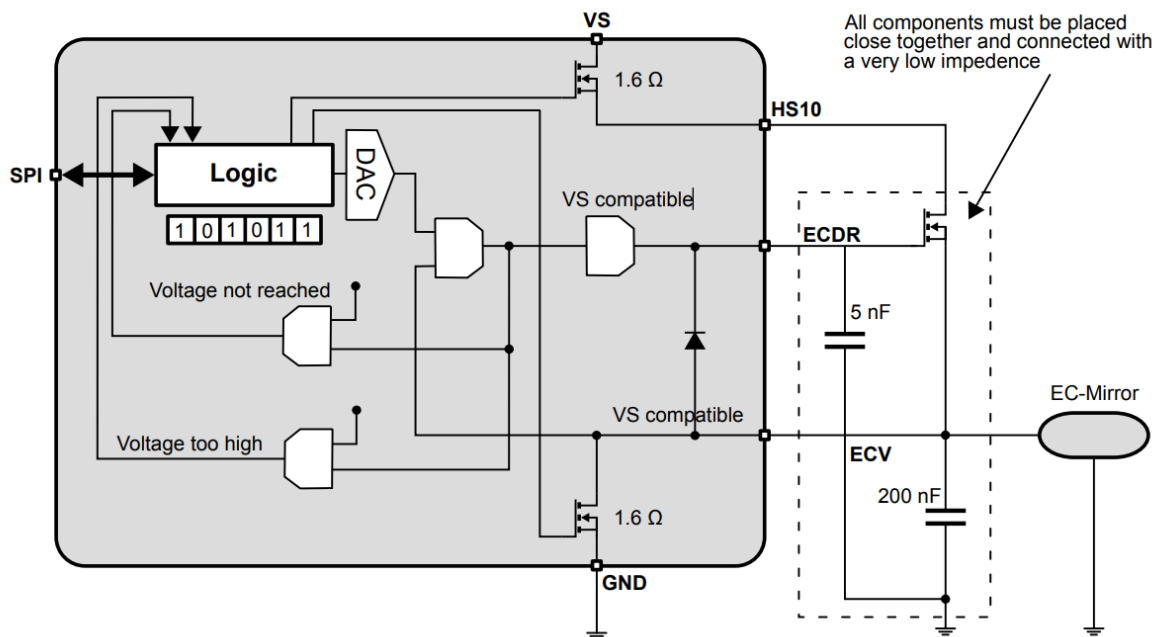 VS
All components must be placed
close together and connected with
a very low impedence
1.6 Ω
HS10
SPI
Logic
DAC
1 0 1 0 1 1
VS compatible
ECDR
Voltage not reached
5 nF
EC-Mirror
VS compatible
Voltage too high
ECV
200 nF
1.6 Ω
GND